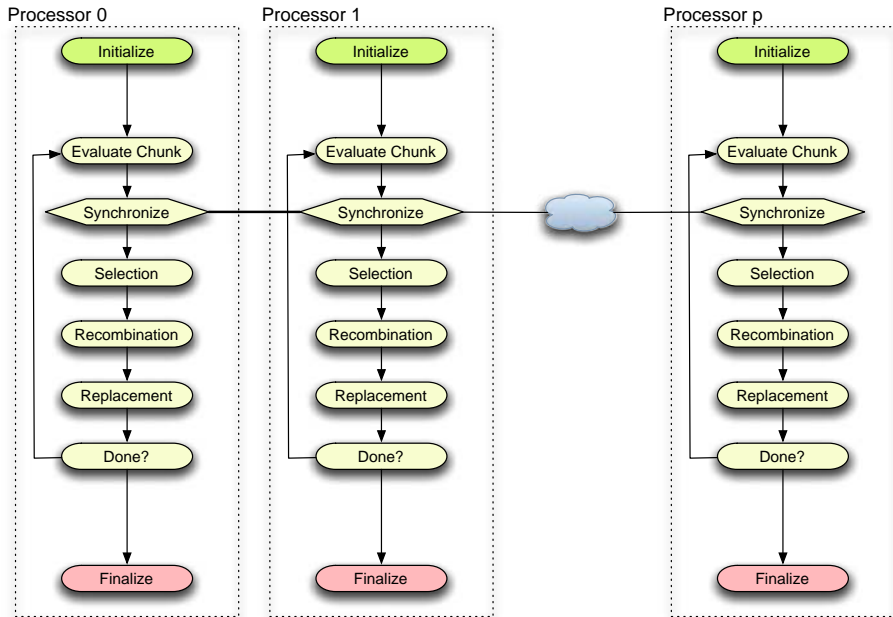 Processor 0
Initialize
Evaluate Chunk
Synchronize
Selection
Recombination
Replacement
Done?
Finalize
Processor 1
Initialize
Evaluate Chunk
Synchronize
Selection
Recombination
Replacement
Done?
Finalize
Processor p
Initialize
Evaluate Chunk
Synchronize
Selection
Recombination
Replacement
Done?
Finalize